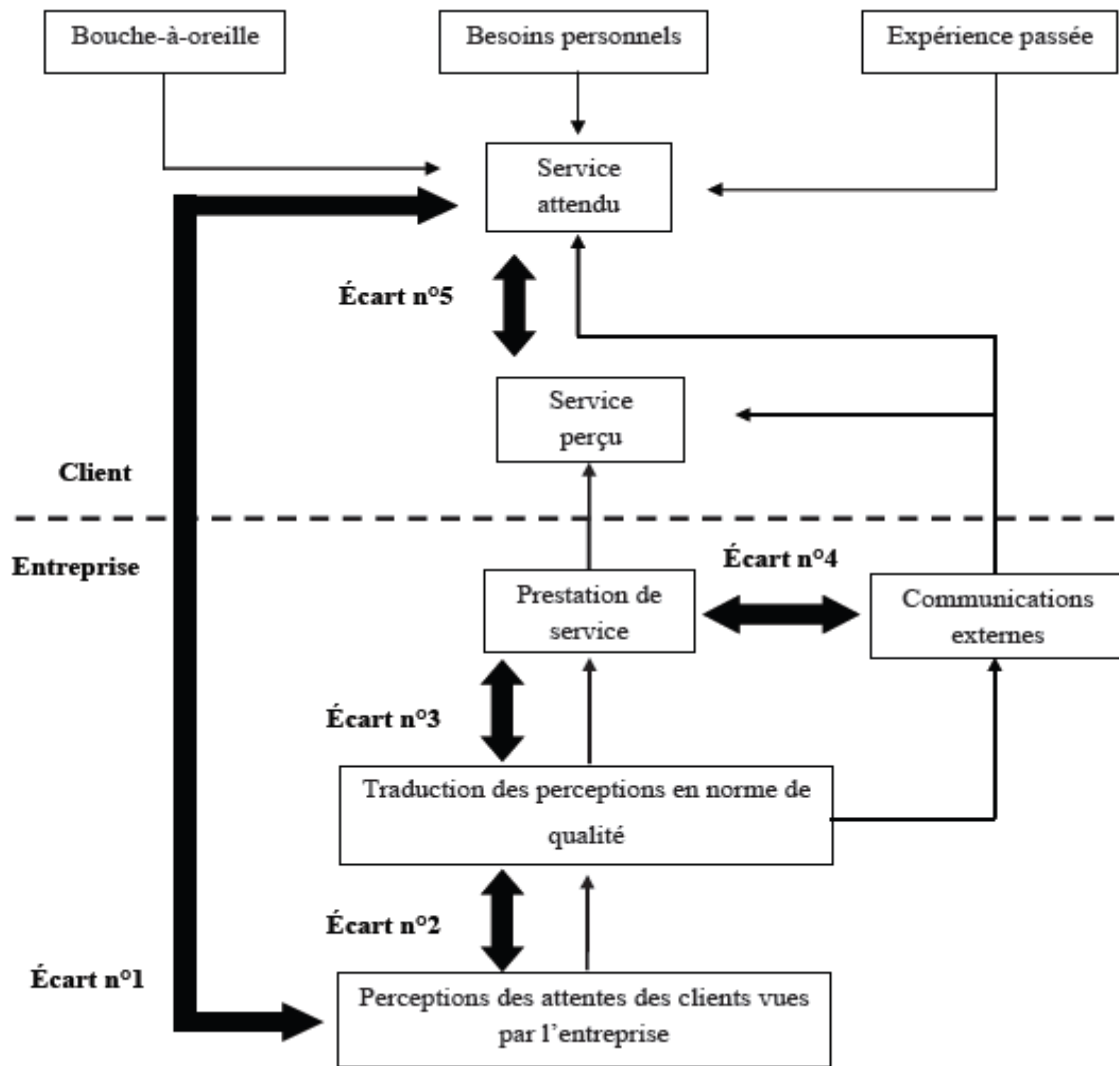 Bouche-à-oreille
Besoins personnels
Expérience passée
Service
attendu
Écart n°5
Service
perçu
Client
Entreprise
Écart n°4
Prestation de
service
Communications
externes
Écart n°3
Traduction des perceptions en norme de
qualité
Écart n°2
Écart n°1
Perceptions des attentes des clients vues
par l’entreprise